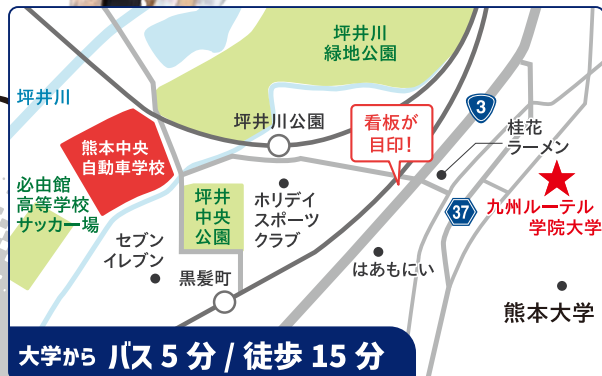 坪井川
緑地公園
坪井川
3
坪井川公園
看板が
目印!
桂花
ラーメン
熊本中央
自動車学校
必由館
高等学校
サッカー場
坪井
中央
公園
ホリデイ
スポーツ
クラブ
37
九州ルーテル
学院大学
セブン
イレブン
黒髪町
はあもにい
熊本大学
大学から バス 5 分 / 徒歩 15 分